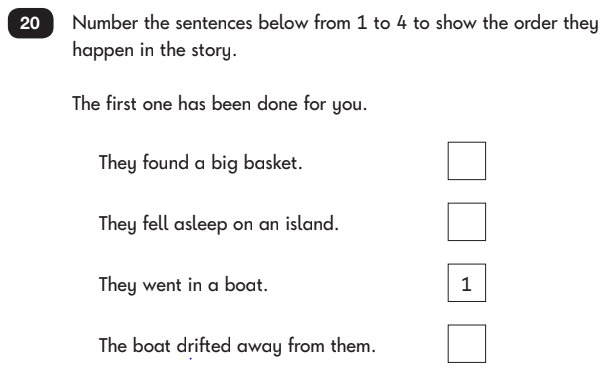 20 Number the sentences below from 1 to 4 to show the order they
happen in the story.
The first one has been done for you.
They found a big basket.
They fell asleep on an island.
They went in a boat. 1
The boat drifted away from them.